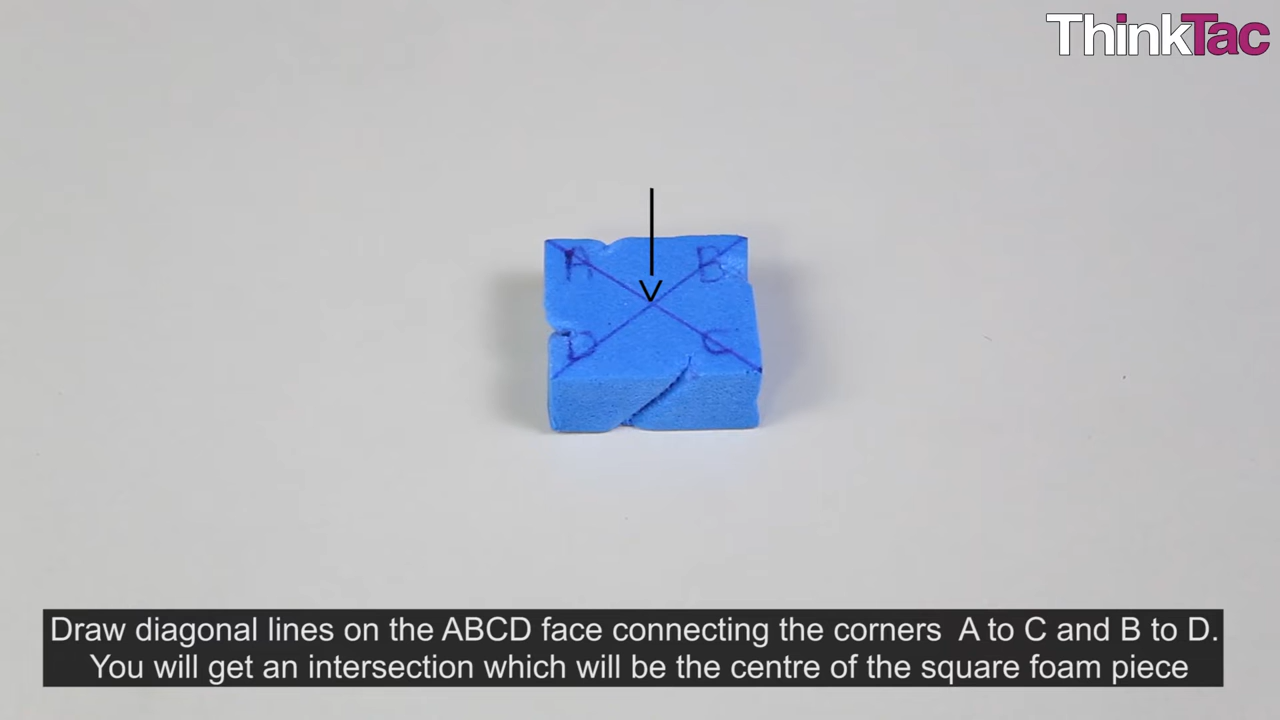 ThinkTac
A B
D C
Draw diagonal lines on the ABCD face connecting the corners A to C and B to D.
You will get an intersection which will be the centre of the square foam piece